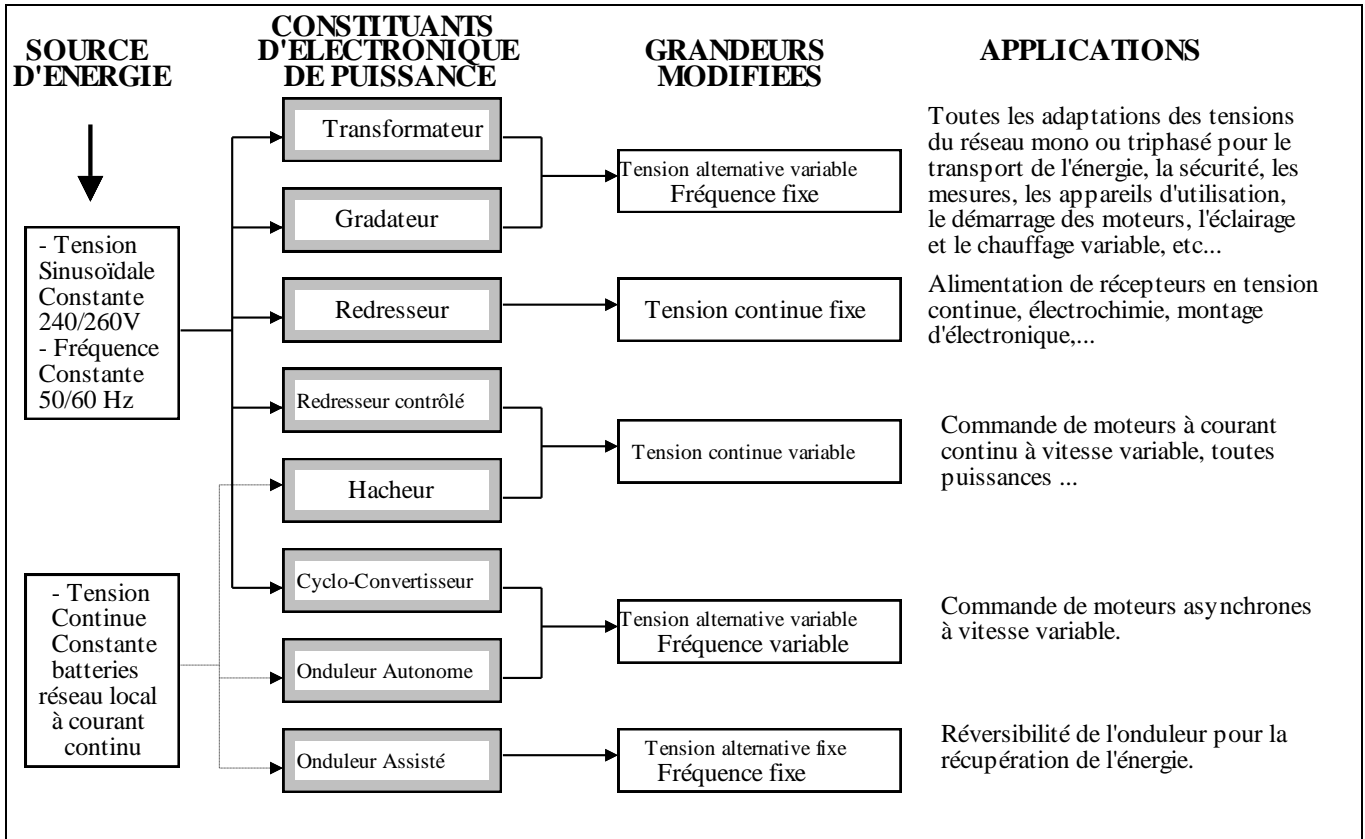 SOURCE
D'ENERGIE
CONSTITUANTS
D'ELECTRONIQUE
DE PUISSANCE
GRANDEURS
MODIFIEES
APPLICATIONS
- Tension
Sinusoïdale
Constante
240/260V
- Fréquence
Constante
50/60 Hz
- Tension
Continue
Constante
batteries
réseau local
à courant
continu
Transformateur
Gradateur
Redresseur
Redresseur contrôlé
Hacheur
Cyclo-Convertisseur
Onduleur Autonome
Onduleur Assisté
Tension alternative variable
Fréquence fixe
Tension continue fixe
Tension continue variable
Tension alternative variable
Fréquence variable
Tension alternative fixe
Fréquence fixe
Toutes les adaptations des tensions
du réseau mono ou triphasé pour le
transport de l'énergie, la sécurité, les
mesures, les appareils d'utilisation,
le démarrage des moteurs, l'éclairage
et le chauffage variable, etc...
Alimentation de récepteurs en tension
continue, électrochimie, montage
d'électronique,...
Commande de moteurs à courant
continu à vitesse variable, toutes
puissances ...
Commande de moteurs asynchrones
à vitesse variable.
Réversibilité de l'onduleur pour la
récupération de l'énergie.